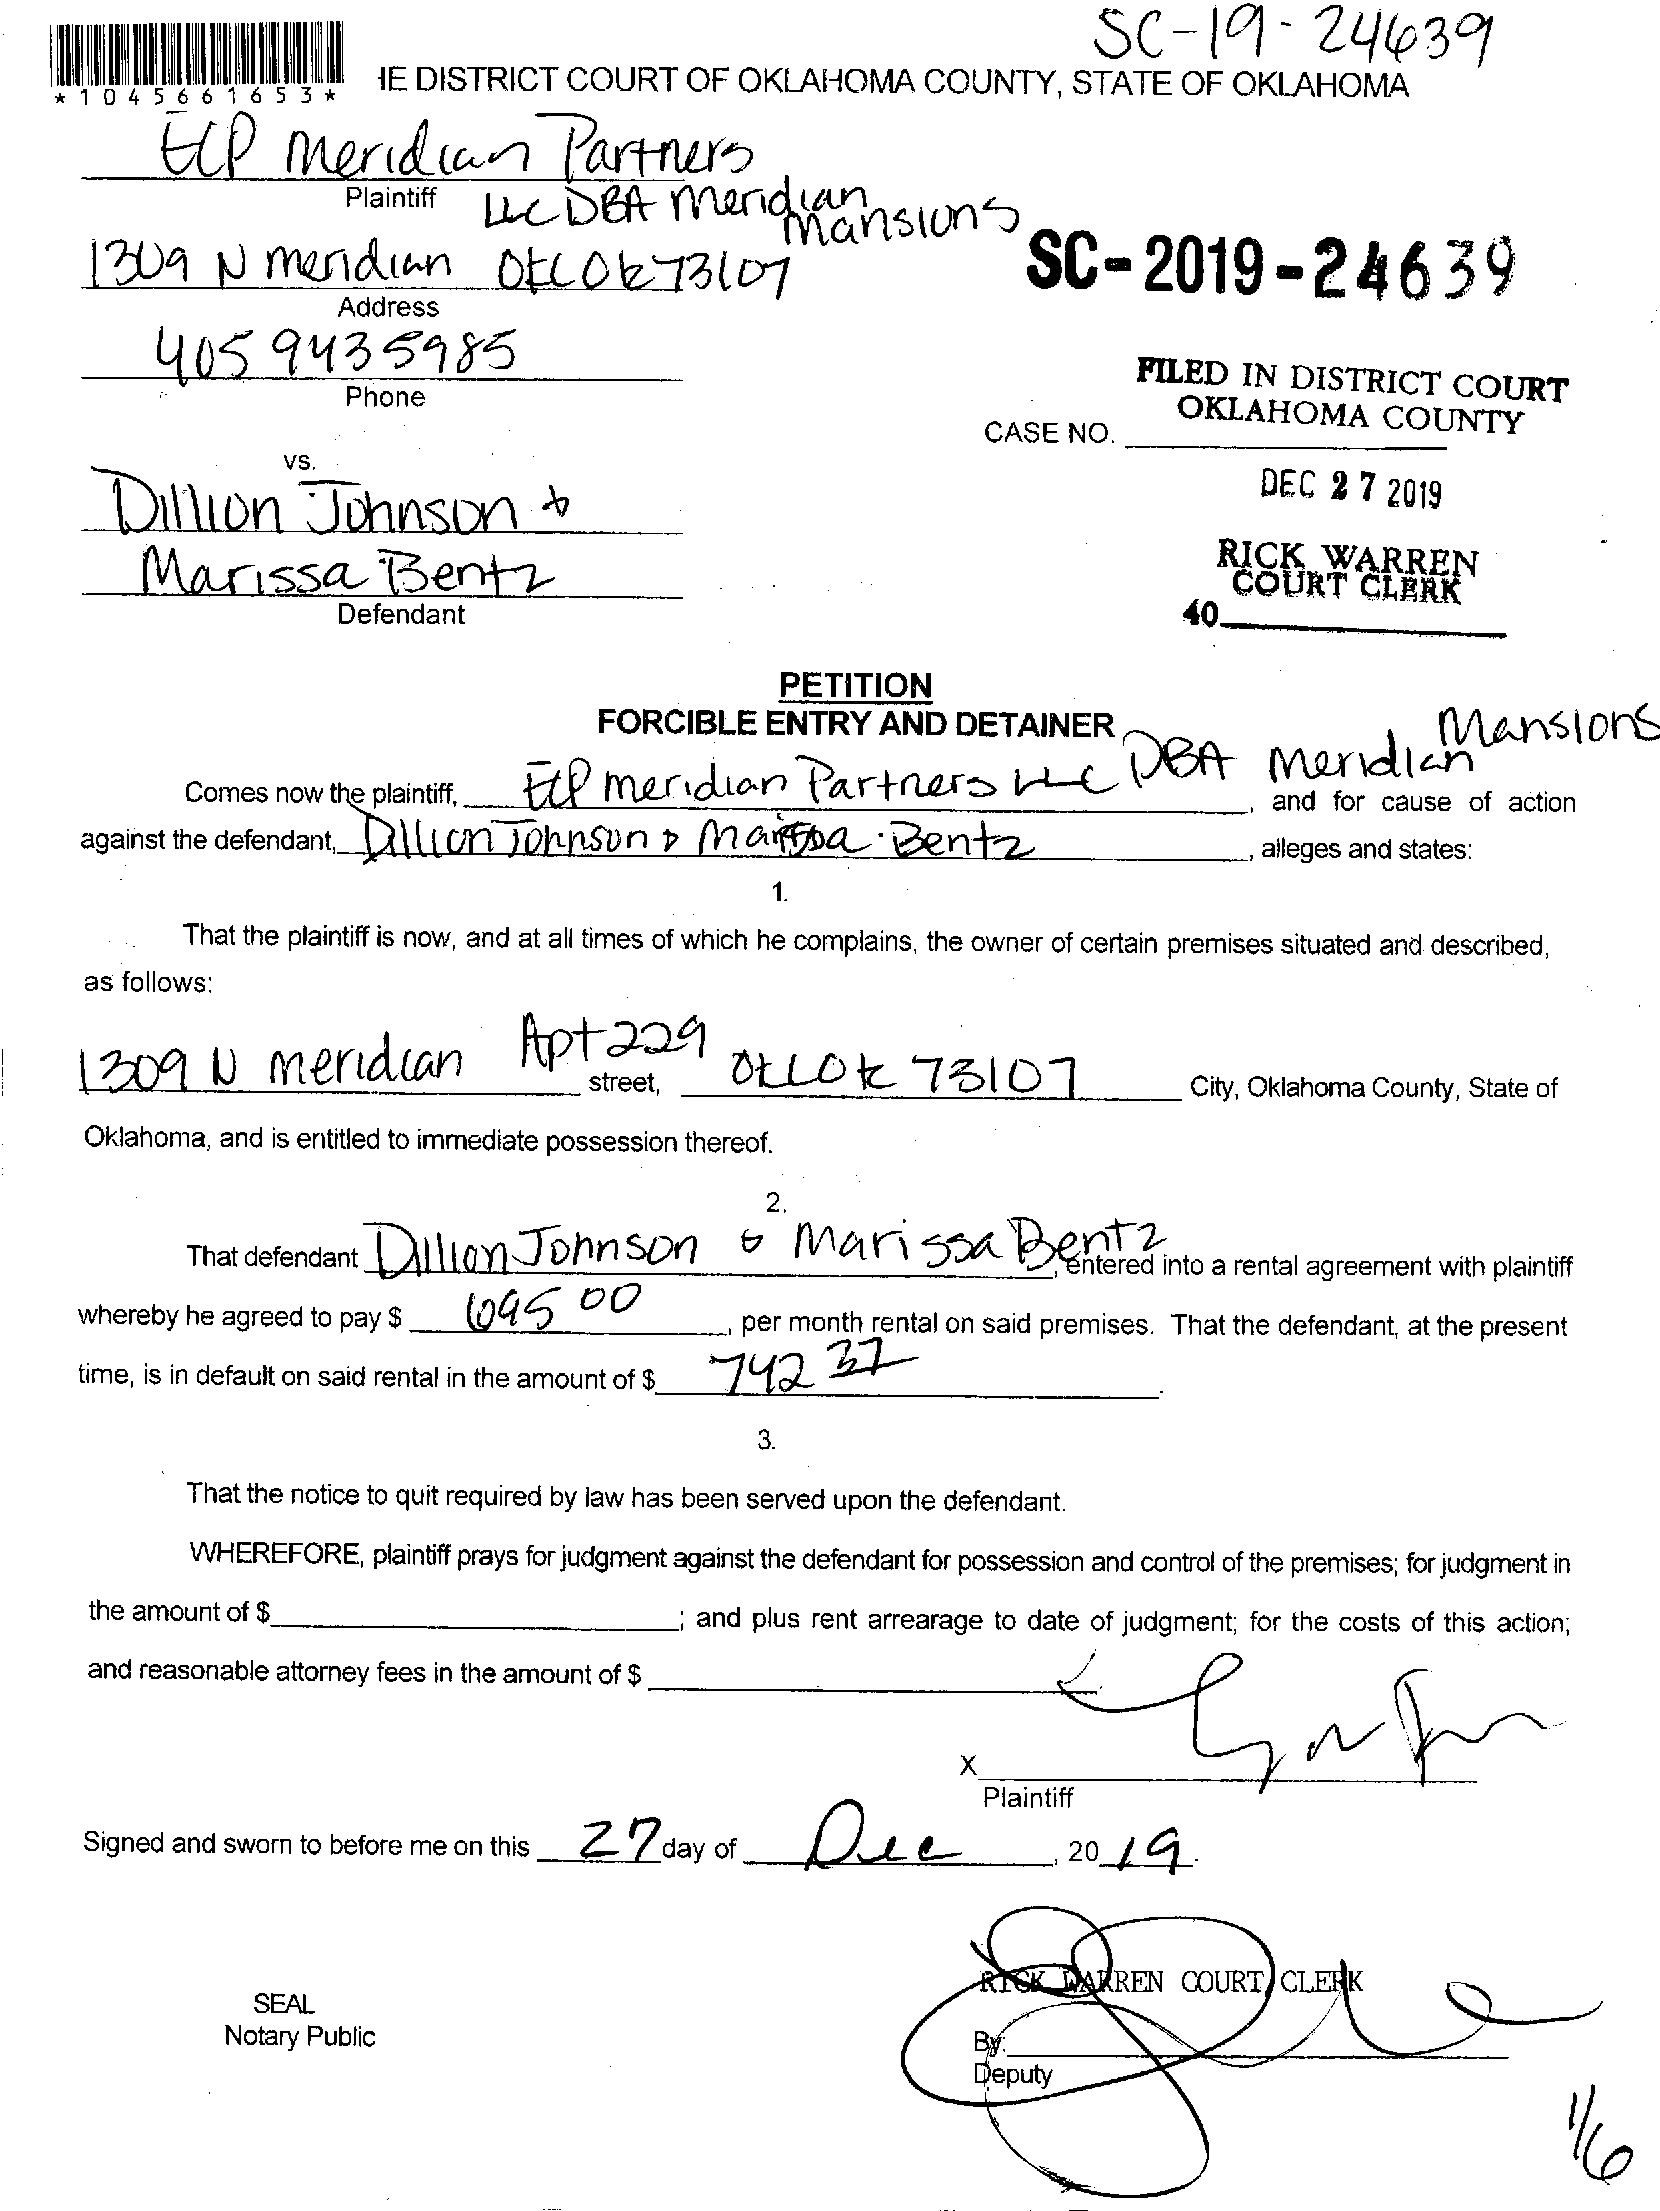 SC-19-24639
*1045661653*
HE DISTRICT COURT OF OKLAHOMA COUNTY, STATE OF OKLAHOMA
ECP Meridian Partners
Plaintiff
LLC DBA Meridian
Mansions
1309 N Meridian OKC OK 73107
Address
SC-2019-24639
405 943 5985
Phone
FILED IN DISTRICT COURT
OKLAHOMA COUNTY
CASE NO.
vs.
DEC 27 2019
Dillion Johnson &
Marissa Bentz
Defendant
RICK WARREN
COURT CLERK
40
PETITION
FORCIBLE ENTRY AND DETAINER
Comes now the plaintiff, ECP Meridian Partners LLC DBA Meridian Mansions, and for cause of action
against the defendant, Dillion Johnson & Marissa Bentz, alleges and states:
1.
That the plaintiff is now, and at all times of which he complains, the owner of certain premises situated and described,
as follows:
1309 N Meridian Apt 229 street, OKC OK 73107 City, Oklahoma County, State of
Oklahoma, and is entitled to immediate possession thereof.
2.
That defendant Dillion Johnson & Marissa Bentz, entered into a rental agreement with plaintiff
whereby he agreed to pay $ 695 00, per month rental on said premises. That the defendant, at the present
time, is in default on said rental in the amount of $ 742 37.
3.
That the notice to quit required by law has been served upon the defendant.
WHEREFORE, plaintiff prays for judgment against the defendant for possession and control of the premises; for judgment in
the amount of $; and plus rent arrearage to date of judgment; for the costs of this action;
and reasonable attorney fees in the amount of $.
X
Plaintiff
Signed and sworn to before me on this 27 day of Dec, 2019.
RICK WARREN COURT CLERK
SEAL
Notary Public
By:
Deputy
1/6